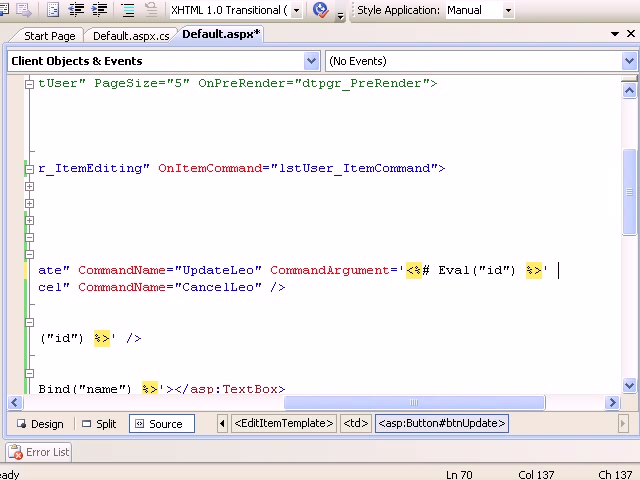 XHTML 1.0 Transitional (
Style Application: Manual
Start Page Default.aspx.cs Default.aspx*
Client Objects & Events (No Events)
tUser" PageSize="5" OnPreRender="dtpgr_PreRender">
r_ItemEditing" OnItemCommand="lstUser_ItemCommand">
ate" CommandName="UpdateLeo" CommandArgument='<%# Eval("id") %>'
cel" CommandName="CancelLeo" />
("id") %>' />
Bind("name") %>'></asp:TextBox>
Design Split Source <EditItemTemplate> <td> <asp:Button#btnUpdate>
Error List
eady Ln 70 Col 137 Ch 137